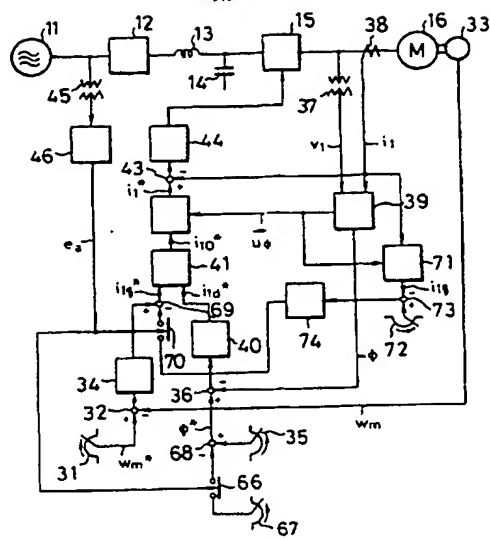 11 12 13 15 38 16 33
M
45 14 37
46 44 v₁ i₁
43 - +
i₁* 39
eₐ i₁₀* uφ 71
41
i₁q* i₁d* i₁q
69 74 73 - +
+ - 72
70 40 φ
34 36 - +
32 + - wm
φ* 35
31 wm* 68 + -
66
67